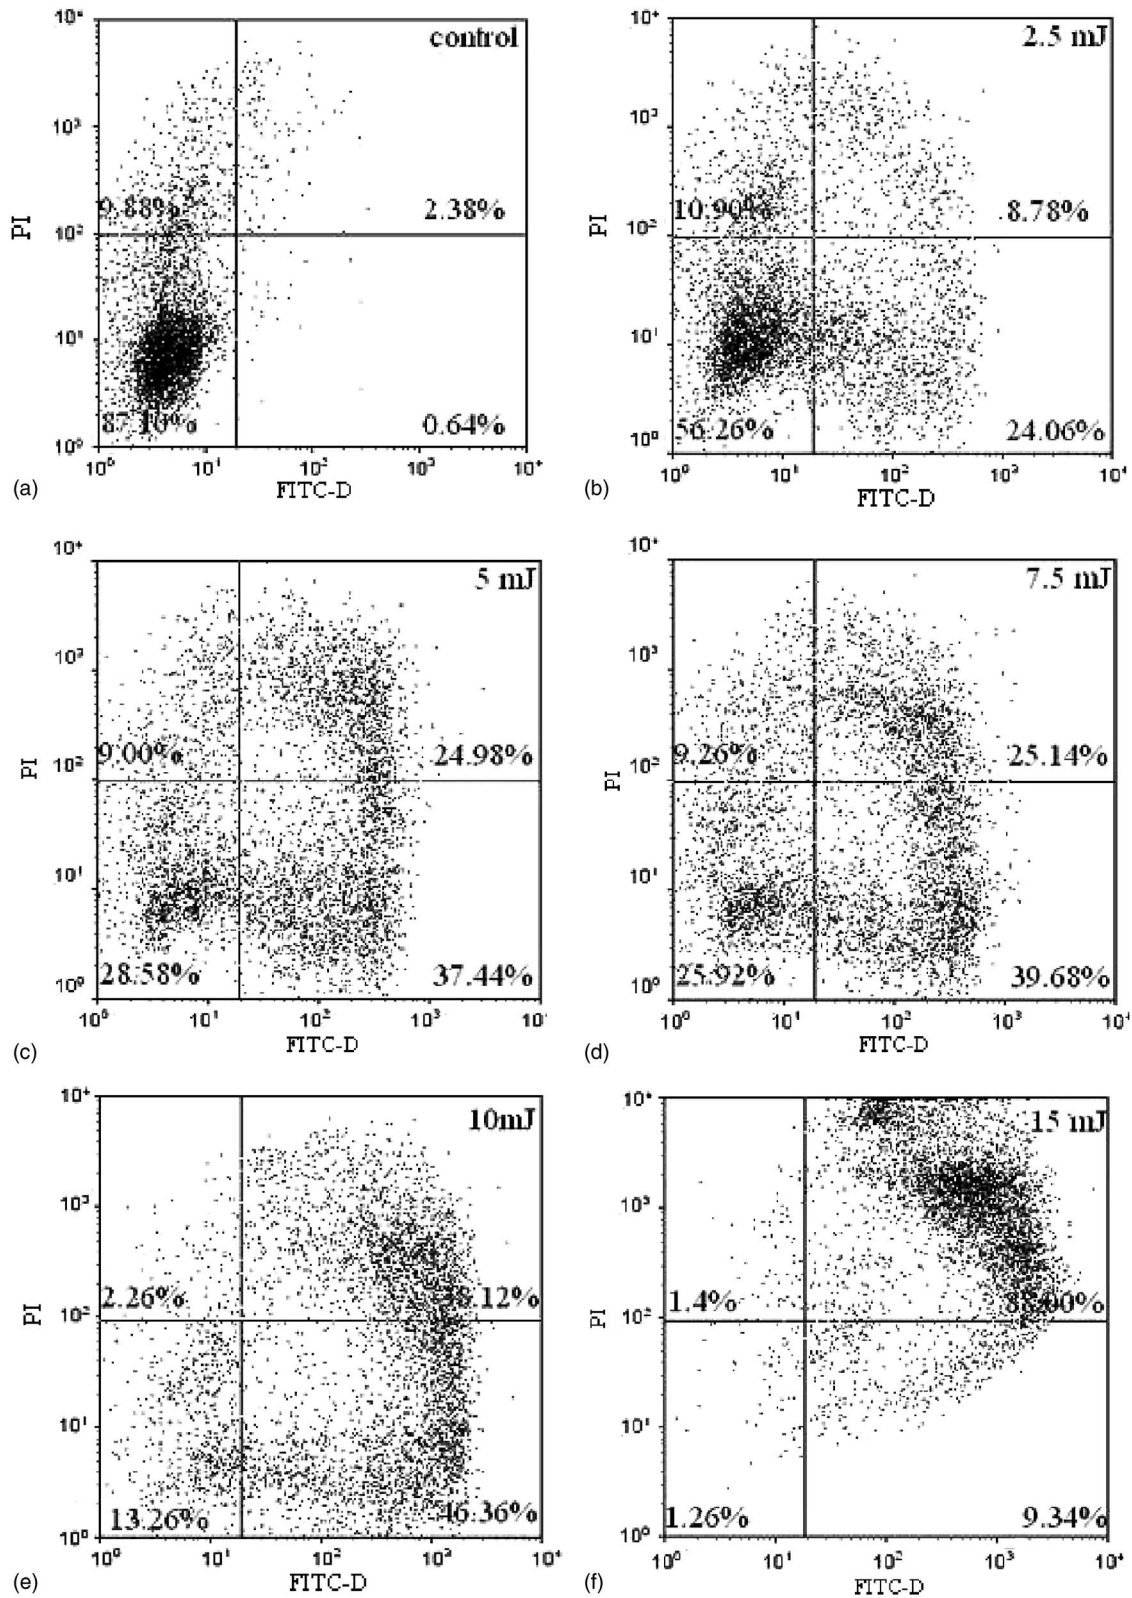 10⁴ control
10³
PI 9.88% 2.38%
10²
10¹
87.10% 0.64%
10⁰
10⁰ 10¹ 10² 10³ 10⁴
(a) FITC-D
10⁴ 2.5 mJ
10³
PI 10.90% 8.78%
10²
10¹
56.26% 24.06%
10⁰
10⁰ 10¹ 10² 10³ 10⁴
(b) FITC-D
10⁴ 5 mJ
10³
9.00% 24.98%
PI 10²
10¹
28.58% 37.44%
10⁰
10⁰ 10¹ 10² 10³ 10⁴
(c) FITC-D
10⁴ 7.5 mJ
10³
9.26% 25.14%
PI 10²
10¹
25.92% 39.68%
10⁰
10⁰ 10¹ 10² 10³ 10⁴
(d) FITC-D
10⁴ 10mJ
10³
2.26%
PI 10²
10¹
13.26% 46.36%
10⁰
10⁰ 10¹ 10² 10³ 10⁴
(e) FITC-D
10⁴ 15 mJ
10³
1.4% 88.00%
PI 10²
10¹
1.26% 9.34%
10⁰
10⁰ 10¹ 10² 10³ 10⁴
(f) FITC-D